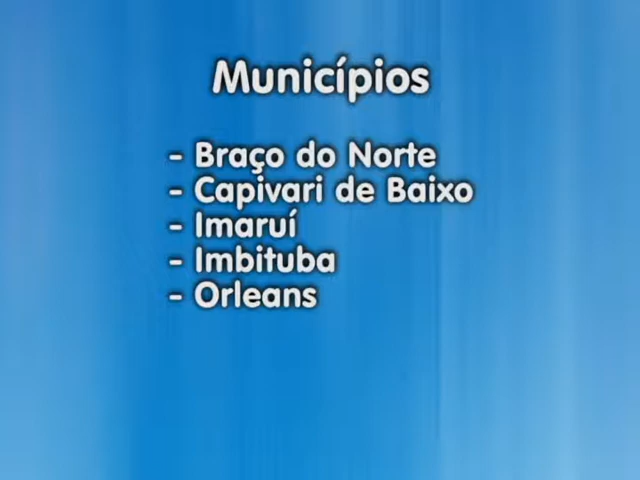 Municípios
- Braço do Norte
- Capivari de Baixo
- Imaruí
- Imbituba
- Orleans